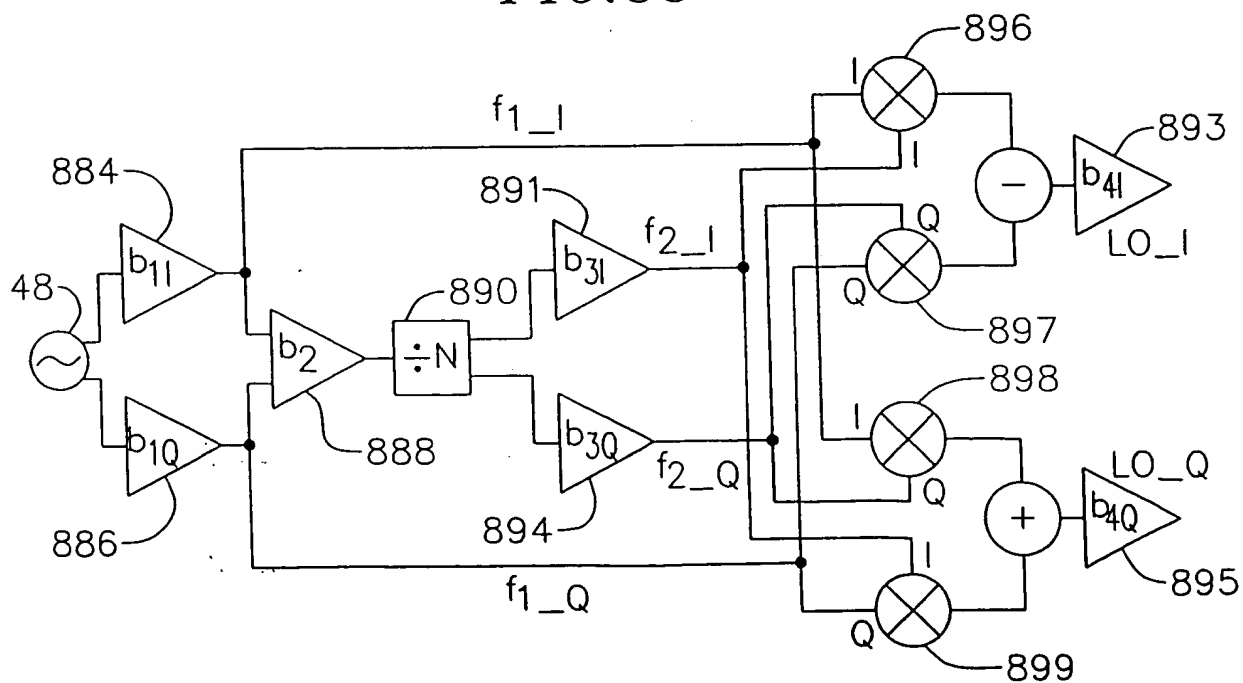 896
I
f1_I
893
884
I
b4I
−
891
Q
f2_I
LO_I
b1I
b3I
48
890
Q
897
b2
÷N
898
I
888
b1Q
b3Q
LO_Q
f2_Q
Q
b4Q
+
886
894
I
f1_Q
895
Q
899